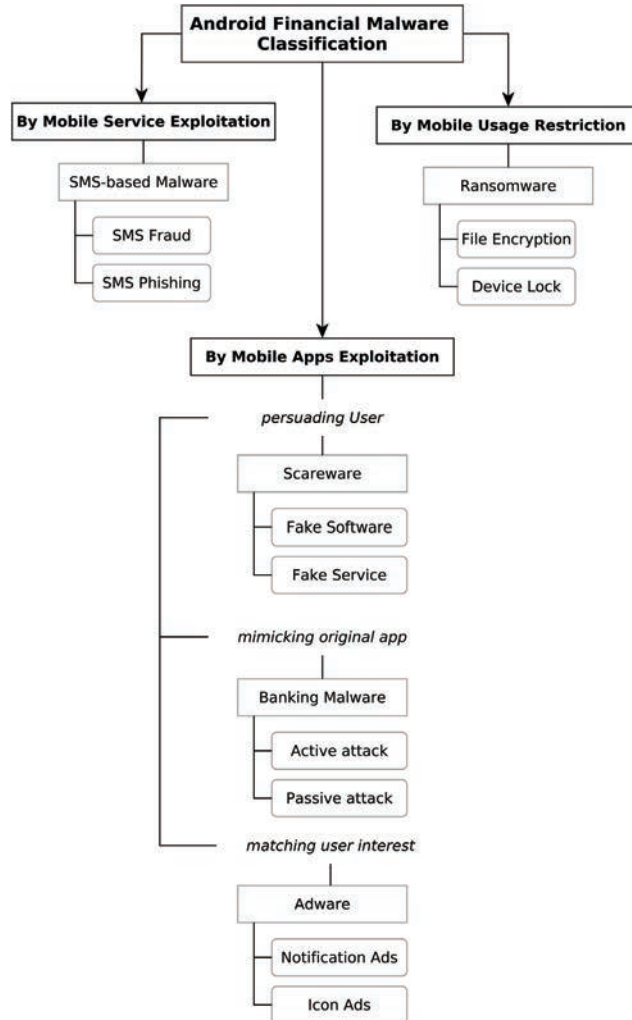 Android Financial Malware
Classification
By Mobile Service Exploitation
SMS-based Malware
SMS Fraud
SMS Phishing
By Mobile Usage Restriction
Ransomware
File Encryption
Device Lock
By Mobile Apps Exploitation
persuading User
Scareware
Fake Software
Fake Service
mimicking original app
Banking Malware
Active attack
Passive attack
matching user interest
Adware
Notification Ads
Icon Ads